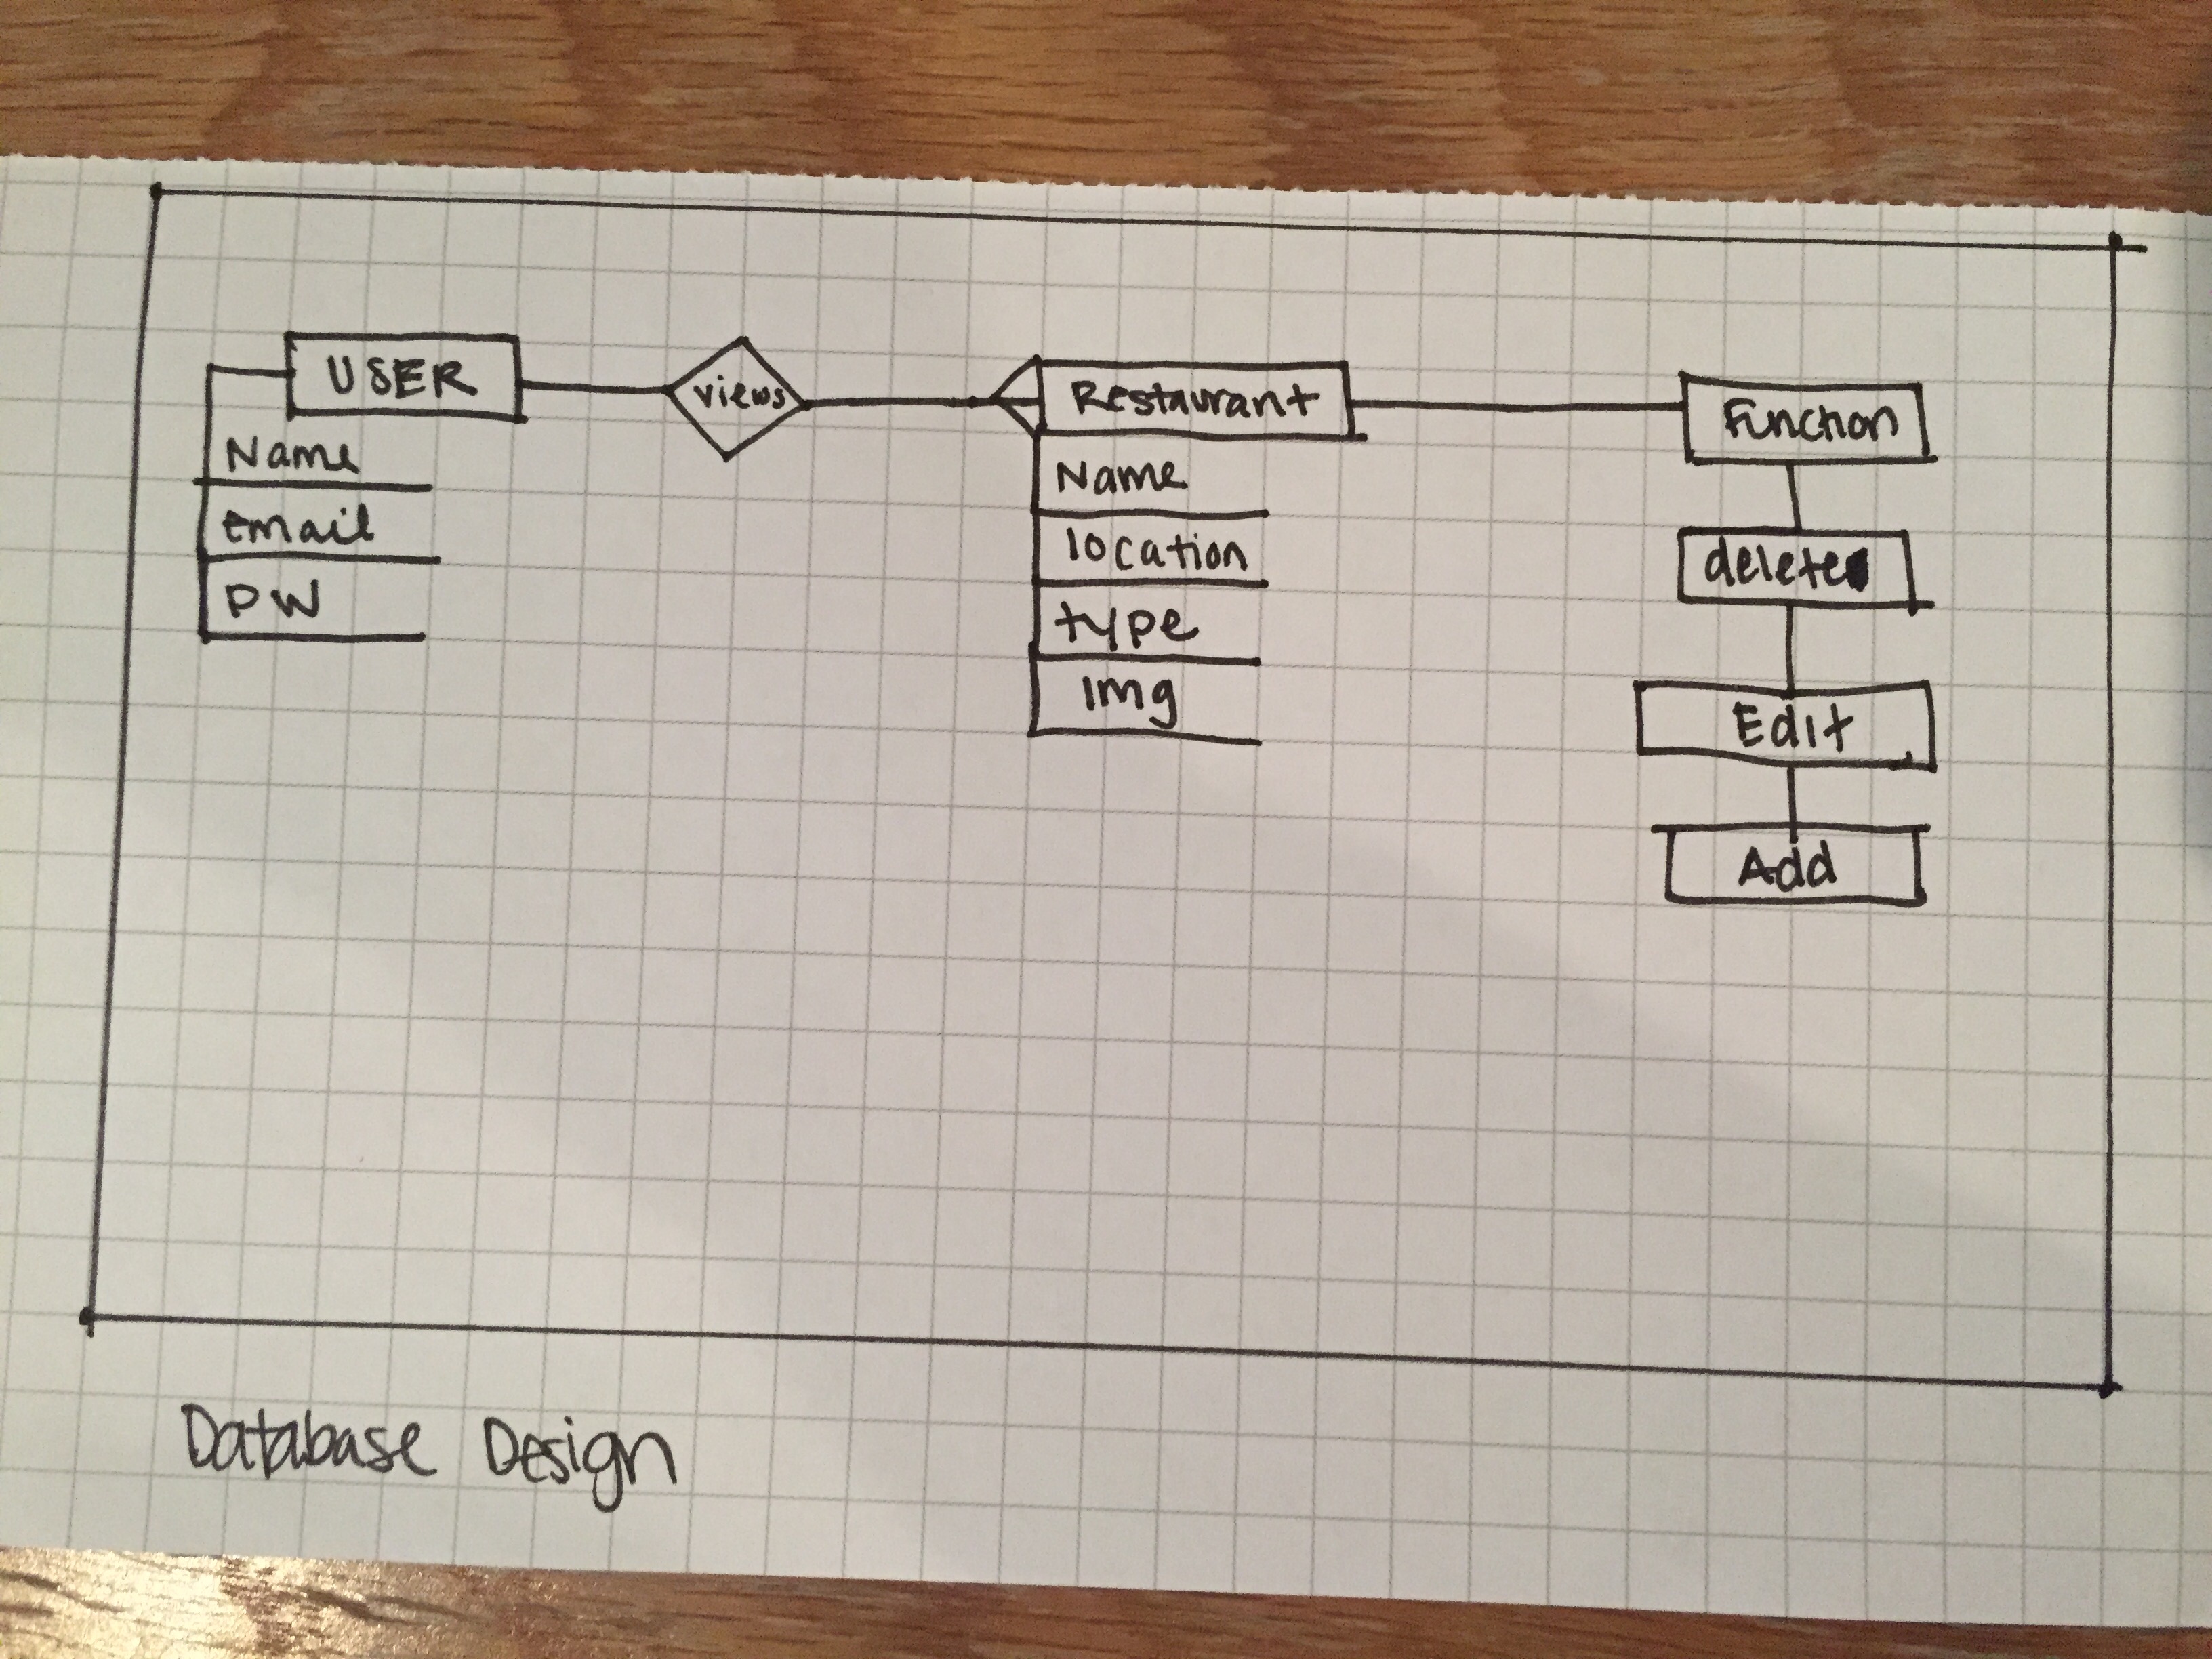 USER
Name
email
PW
views
Restaurant
Name
location
type
Img
Function
delete
Edit
Add
Database Design